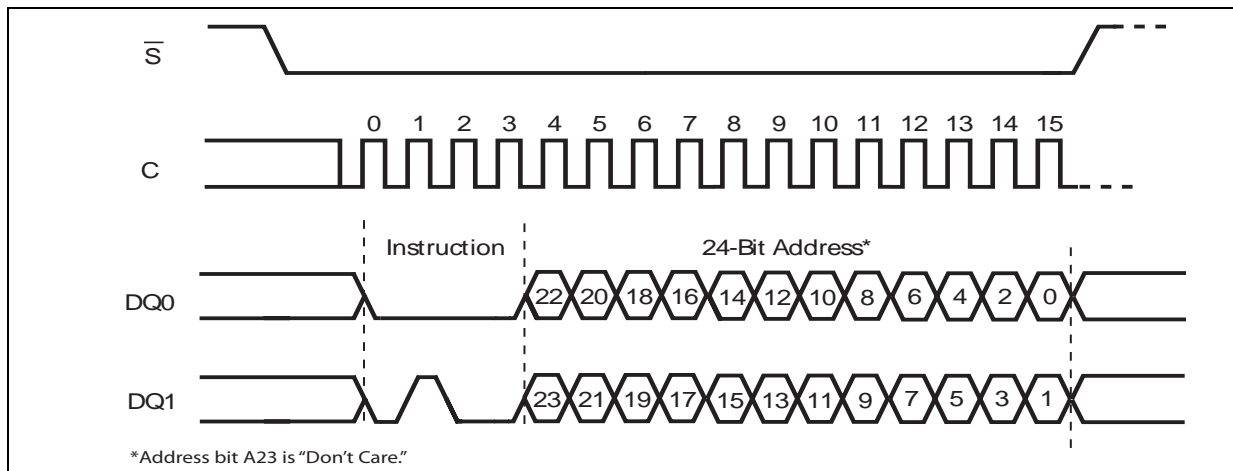 S
0 1 2 3 4 5 6 7 8 9 10 11 12 13 14 15
C
Instruction 24-Bit Address*
DQ0 22 20 18 16 14 12 10 8 6 4 2 0
DQ1 23 21 19 17 15 13 11 9 7 5 3 1
*Address bit A23 is “Don’t Care.”